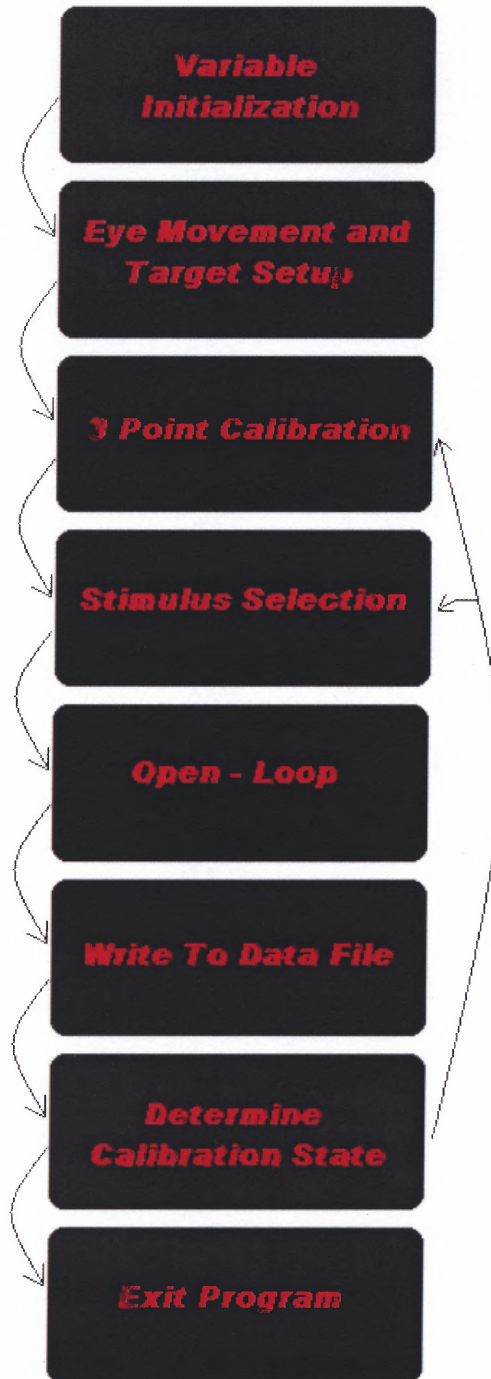 Variable
Initialization
Eye Movement and
Target Setup
3 Point Calibration
Stimulus Selection
Open - Loop
Write To Data File
Determine
Calibration State
Exit Program